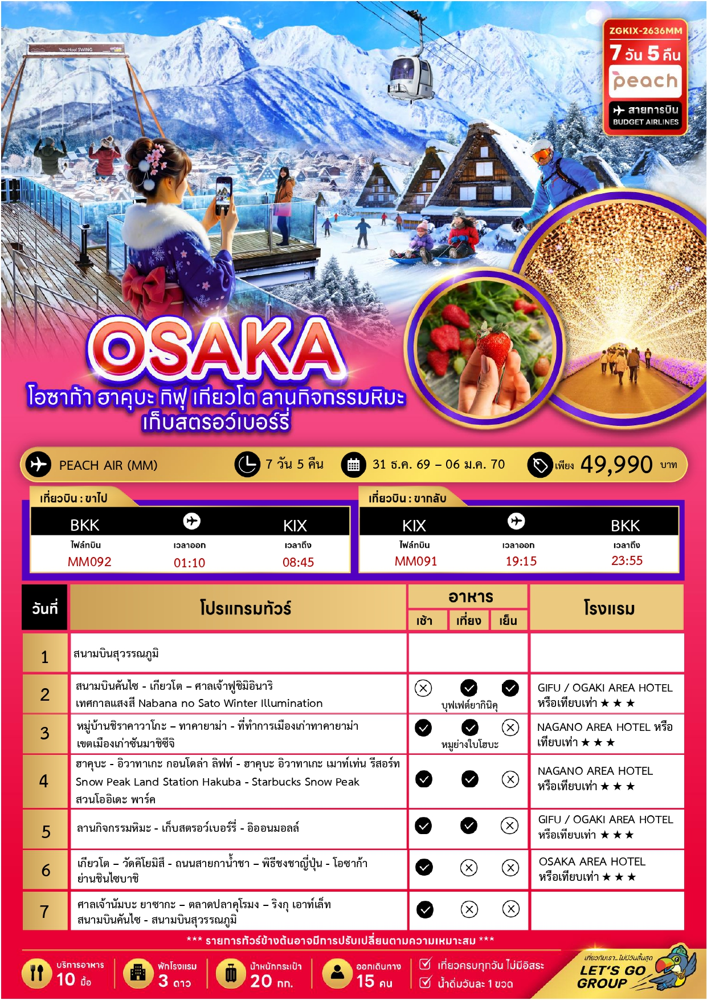 Yoo-Hoo! SWING
ZGKIX-2636MM
7 วัน 5 คืน
peach
สายการบิน
BUDGET AIRLINES
OSAKA
โอซาก้า ฮาคุบะ กิฟุ เกียวโต ลานกิจกรรมหิมะ
เก็บสตรอว์เบอร์รี่
PEACH AIR (MM)
7 วัน 5 คืน
31 ธ.ค. 69 – 06 ม.ค. 70
เพียง 49,990 บาท
เที่ยวบิน : ขาไป
BKK KIX
ไฟล์ทบิน เวลาออก เวลาถึง
MM092 01:10 08:45
เที่ยวบิน : ขากลับ
KIX BKK
ไฟล์ทบิน เวลาออก เวลาถึง
MM091 19:15 23:55
วันที่ โปรแกรมทัวร์ อาหาร โรงแรม
เช้า เที่ยง เย็น
1 สนามบินสุวรรณภูมิ
2 สนามบินคันไซ - เกียวโต – ศาลเจ้าฟูชิมิอินาริ
เทศกาลแสงสี Nabana no Sato Winter Illumination
บุฟเฟต์ยากินิคุ
GIFU / OGAKI AREA HOTEL
หรือเทียบเท่า ★ ★ ★
3 หมู่บ้านชิราคาวาโกะ – ทาคายาม่า - ที่ทำการเมืองเก่าทาคายาม่า
เขตเมืองเก่าซันมาชิซึจิ
หมูย่างใบโฮบะ
NAGANO AREA HOTEL หรือ
เทียบเท่า ★ ★ ★
4 ฮาคุบะ - อิวาทาเกะ กอนโดล่า ลิฟท์ - ฮาคุบะ อิวาทาเกะ เมาท์เท่น รีสอร์ท
Snow Peak Land Station Hakuba - Starbucks Snow Peak
สวนโออิเดะ พาร์ค
NAGANO AREA HOTEL
หรือเทียบเท่า ★ ★ ★
5 ลานกิจกรรมหิมะ - เก็บสตรอว์เบอร์รี่ - อิออนมอลล์
GIFU / OGAKI AREA HOTEL
หรือเทียบเท่า ★ ★ ★
6 เกียวโต – วัดคิโยมิสึ - ถนนสายกาน้ำชา – พิธีชงชาญี่ปุ่น - โอซาก้า
ย่านชินไซบาชิ
OSAKA AREA HOTEL
หรือเทียบเท่า ★ ★ ★
7 ศาลเจ้านัมบะ ยาซากะ – ตลาดปลาคุโรมง – ริงกุ เอาท์เล็ท
สนามบินคันไซ - สนามบินสุวรรณภูมิ
*** รายการทัวร์ข้างต้นอาจมีการปรับเปลี่ยนตามความเหมาะสม ***
บริการอาหาร
10 มื้อ
พักโรงแรม
3 ดาว
น้ำหนักกระเป๋า
20 กก.
ออกเดินทาง
15 คน
เที่ยวครบทุกวัน ไม่มีอิสระ
น้ำดื่มวันละ 1 ขวด
เที่ยวกับเรา...ไม่มีวันสิ้นสุด
LET'S GO
GROUP